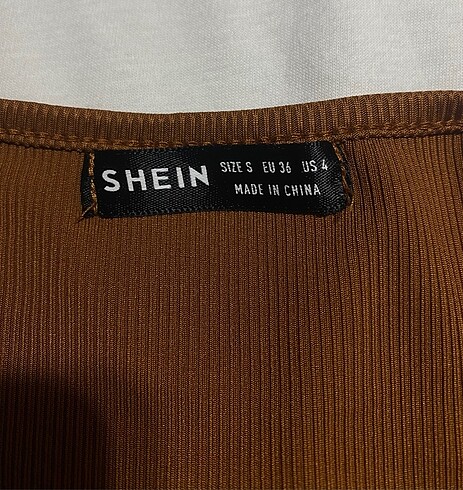 SHEIN SIZE S EU 36 US 4
MADE IN CHINA